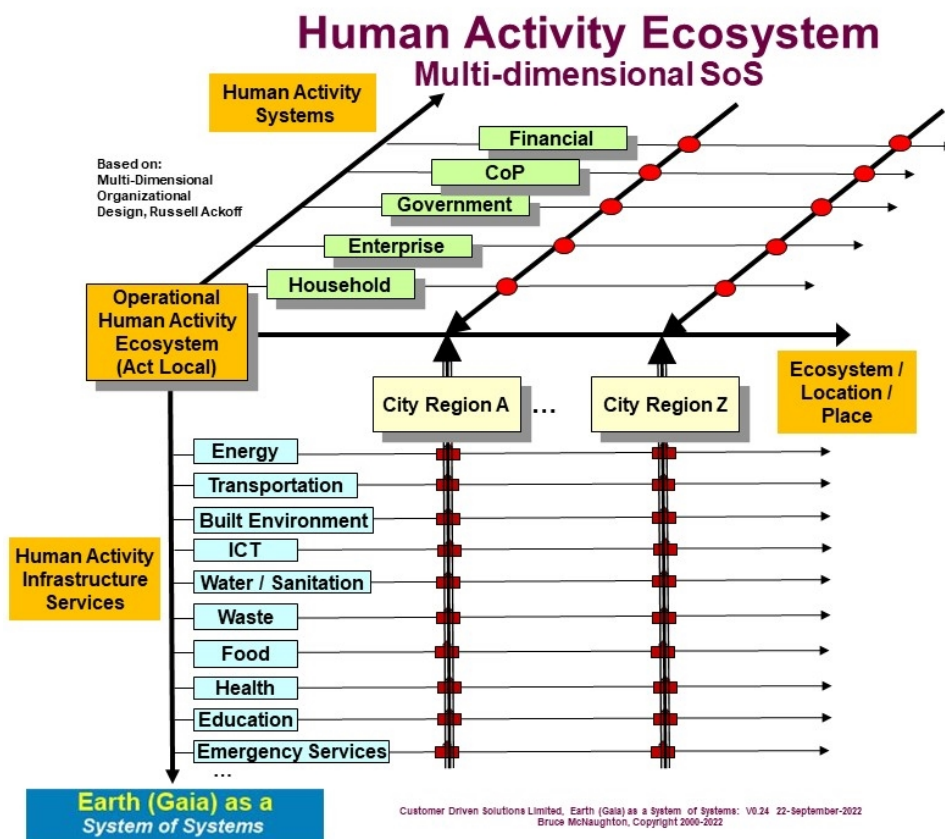 Human Activity Ecosystem
Multi-dimensional SoS
Human Activity
Systems
Based on:
Multi-Dimensional
Organizational
Design, Russell Ackoff
Financial
CoP
Government
Enterprise
Household
Operational
Human Activity
Ecosystem
(Act Local)
Ecosystem /
Location /
Place
City Region A
...
City Region Z
Human Activity
Infrastructure
Services
Energy
Transportation
Built Environment
ICT
Water / Sanitation
Waste
Food
Health
Education
Emergency Services
...
Earth (Gaia) as a
System of Systems
Customer Driven Solutions Limited, Earth (Gaia) as a System of Systems: V0.24 22-September-2022
Bruce McNaughton, Copyright 2000-2022